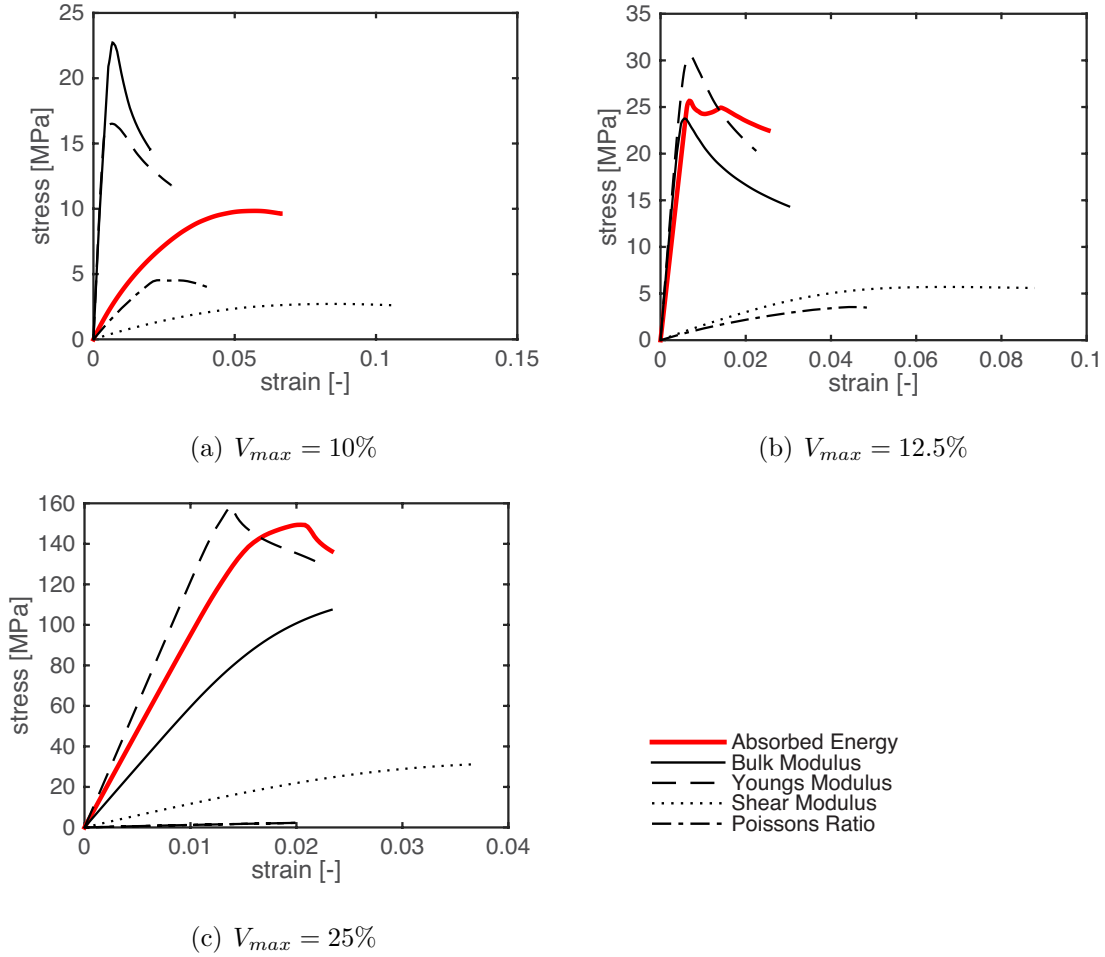 25
20
15
10
5
0
stress [MPa]
0 0.05 0.1 0.15
strain [-]
(a) V_max = 10%
35
30
25
20
15
10
5
0
stress [MPa]
0 0.02 0.04 0.06 0.08 0.1
strain [-]
(b) V_max = 12.5%
160
140
120
100
80
60
40
20
0
stress [MPa]
0 0.01 0.02 0.03 0.04
strain [-]
(c) V_max = 25%
Absorbed Energy
Bulk Modulus
Youngs Modulus
Shear Modulus
Poissons Ratio